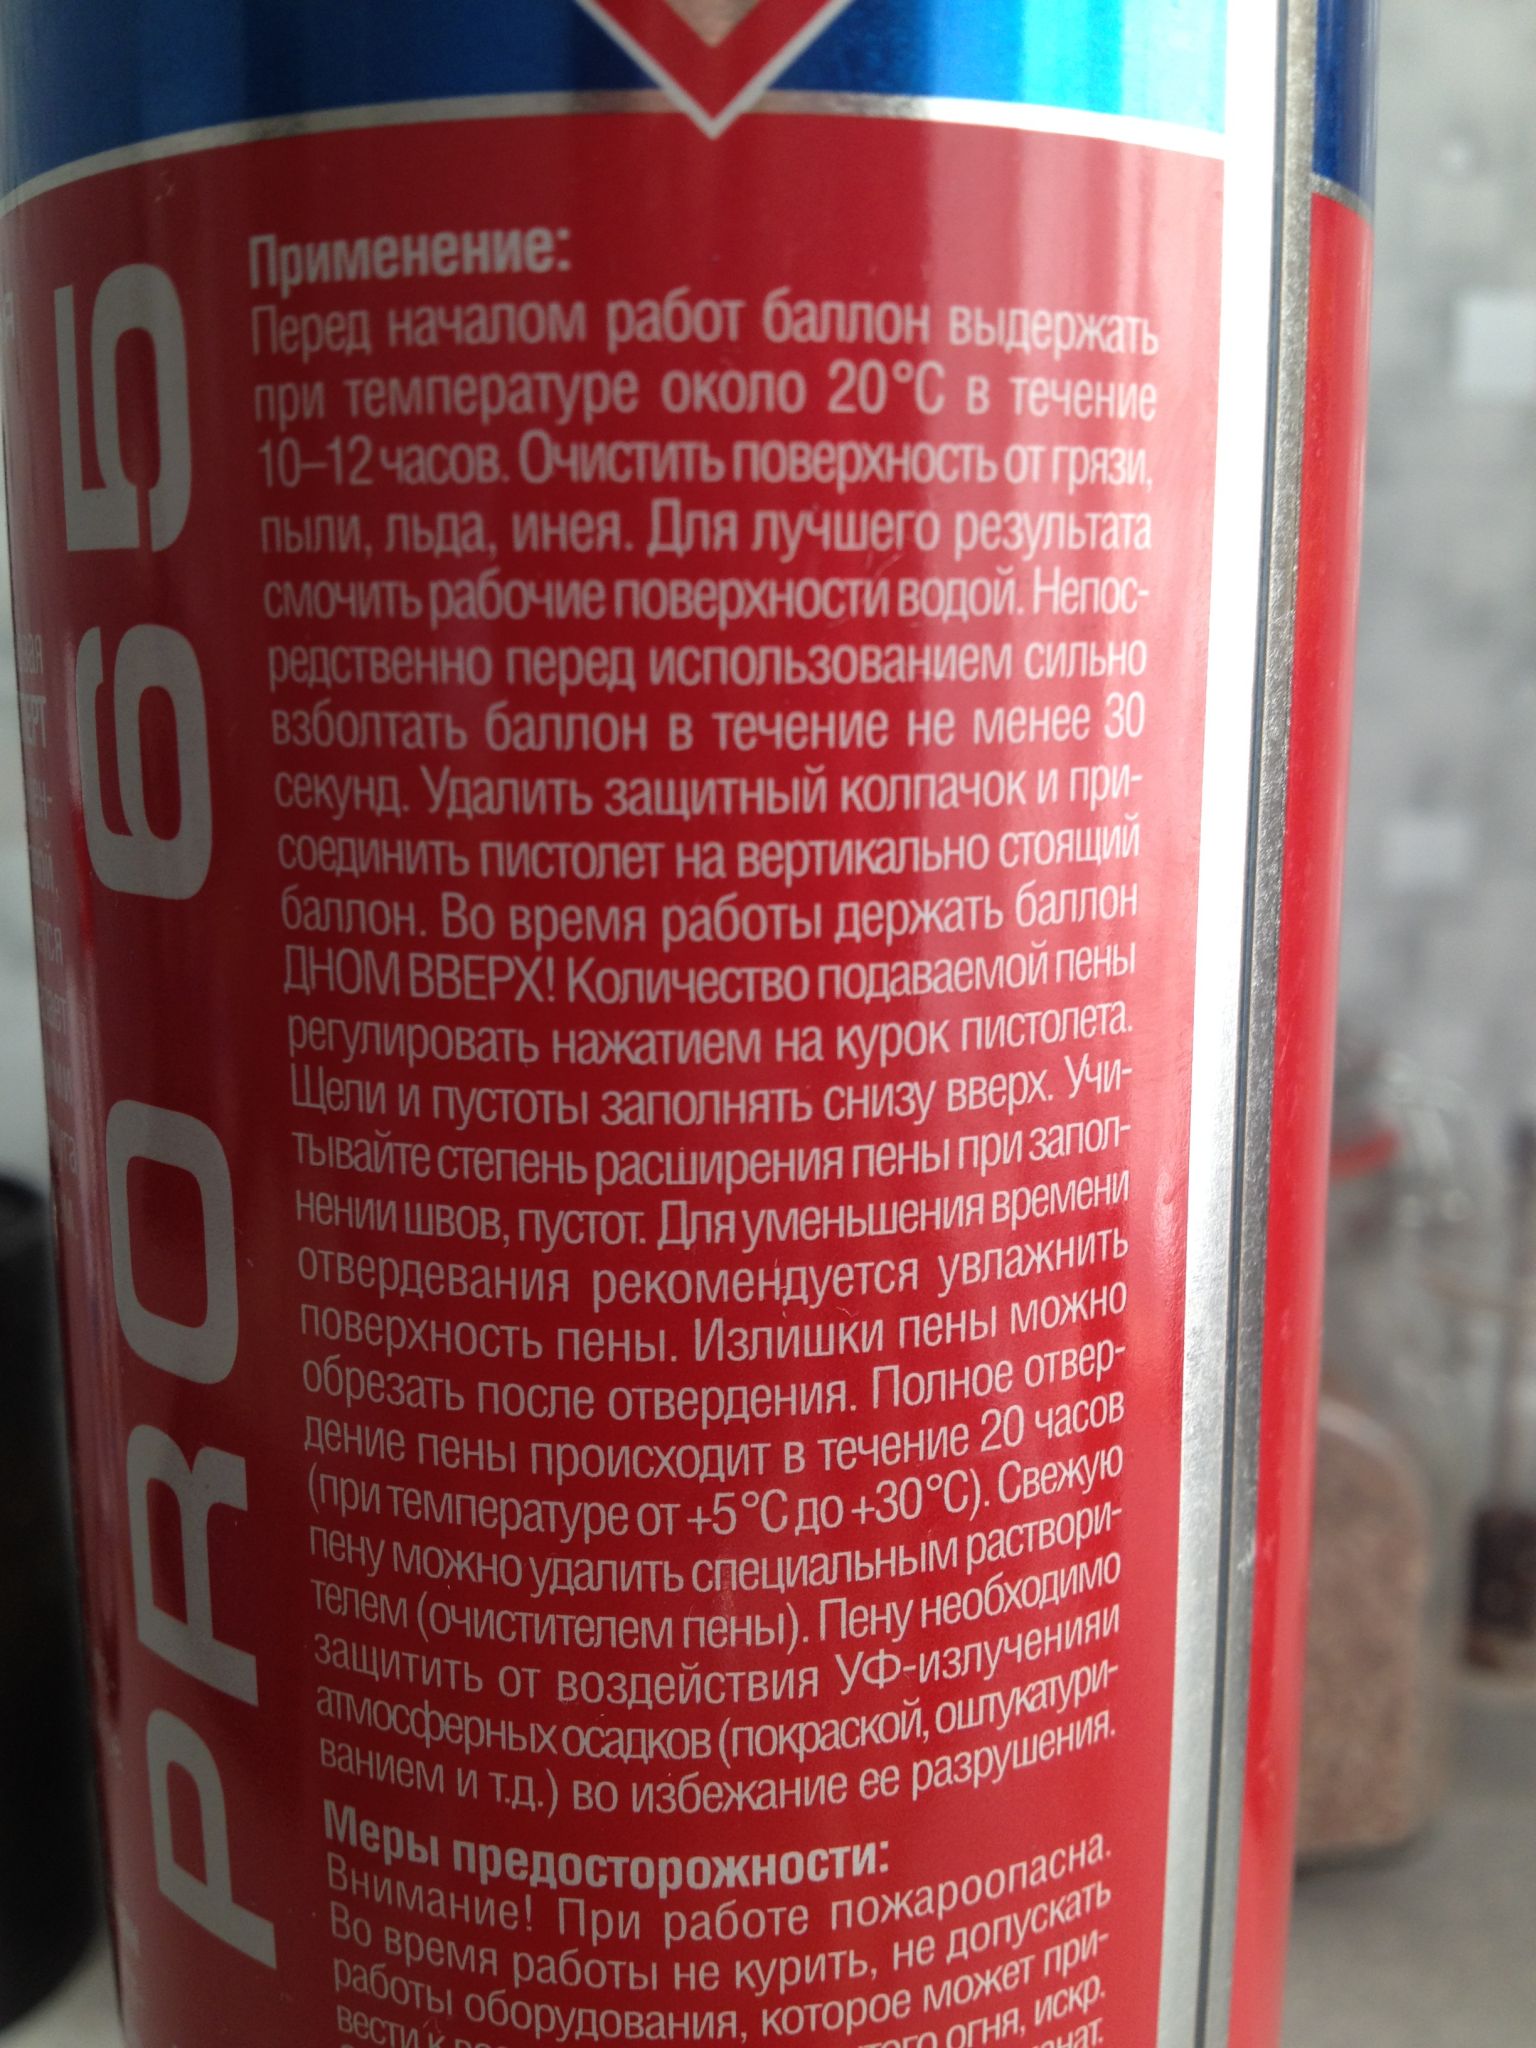 PRO 65
Применение:
Перед началом работ баллон выдержать
при температуре около 20°С в течение
10–12 часов. Очистить поверхность от грязи,
пыли, льда, инея. Для лучшего результата
смочить рабочие поверхности водой. Непос-
редственно перед использованием сильно
взболтать баллон в течение не менее 30
секунд. Удалить защитный колпачок и при-
соединить пистолет на вертикально стоящий
баллон. Во время работы держать баллон
ДНОМ ВВЕРХ! Количество подаваемой пены
регулировать нажатием на курок пистолета.
Щели и пустоты заполнять снизу вверх. Учи-
тывайте степень расширения пены при запол-
нении швов, пустот. Для уменьшения времени
отвердевания рекомендуется увлажнить
поверхность пены. Излишки пены можно
обрезать после отвердения. Полное отвер-
дение пены происходит в течение 20 часов
(при температуре от +5°С до +30°С). Свежую
пену можно удалить специальным раствори-
телем (очистителем пены). Пену необходимо
защитить от воздействия УФ-излученияи
атмосферных осадков (покраской, оштукатури-
ванием и т.д.) во избежание ее разрушения.
Меры предосторожности:
Внимание! При работе пожароопасна.
Во время работы не курить, не допускать
работы оборудования, которое может при-
вести к огня, искр.